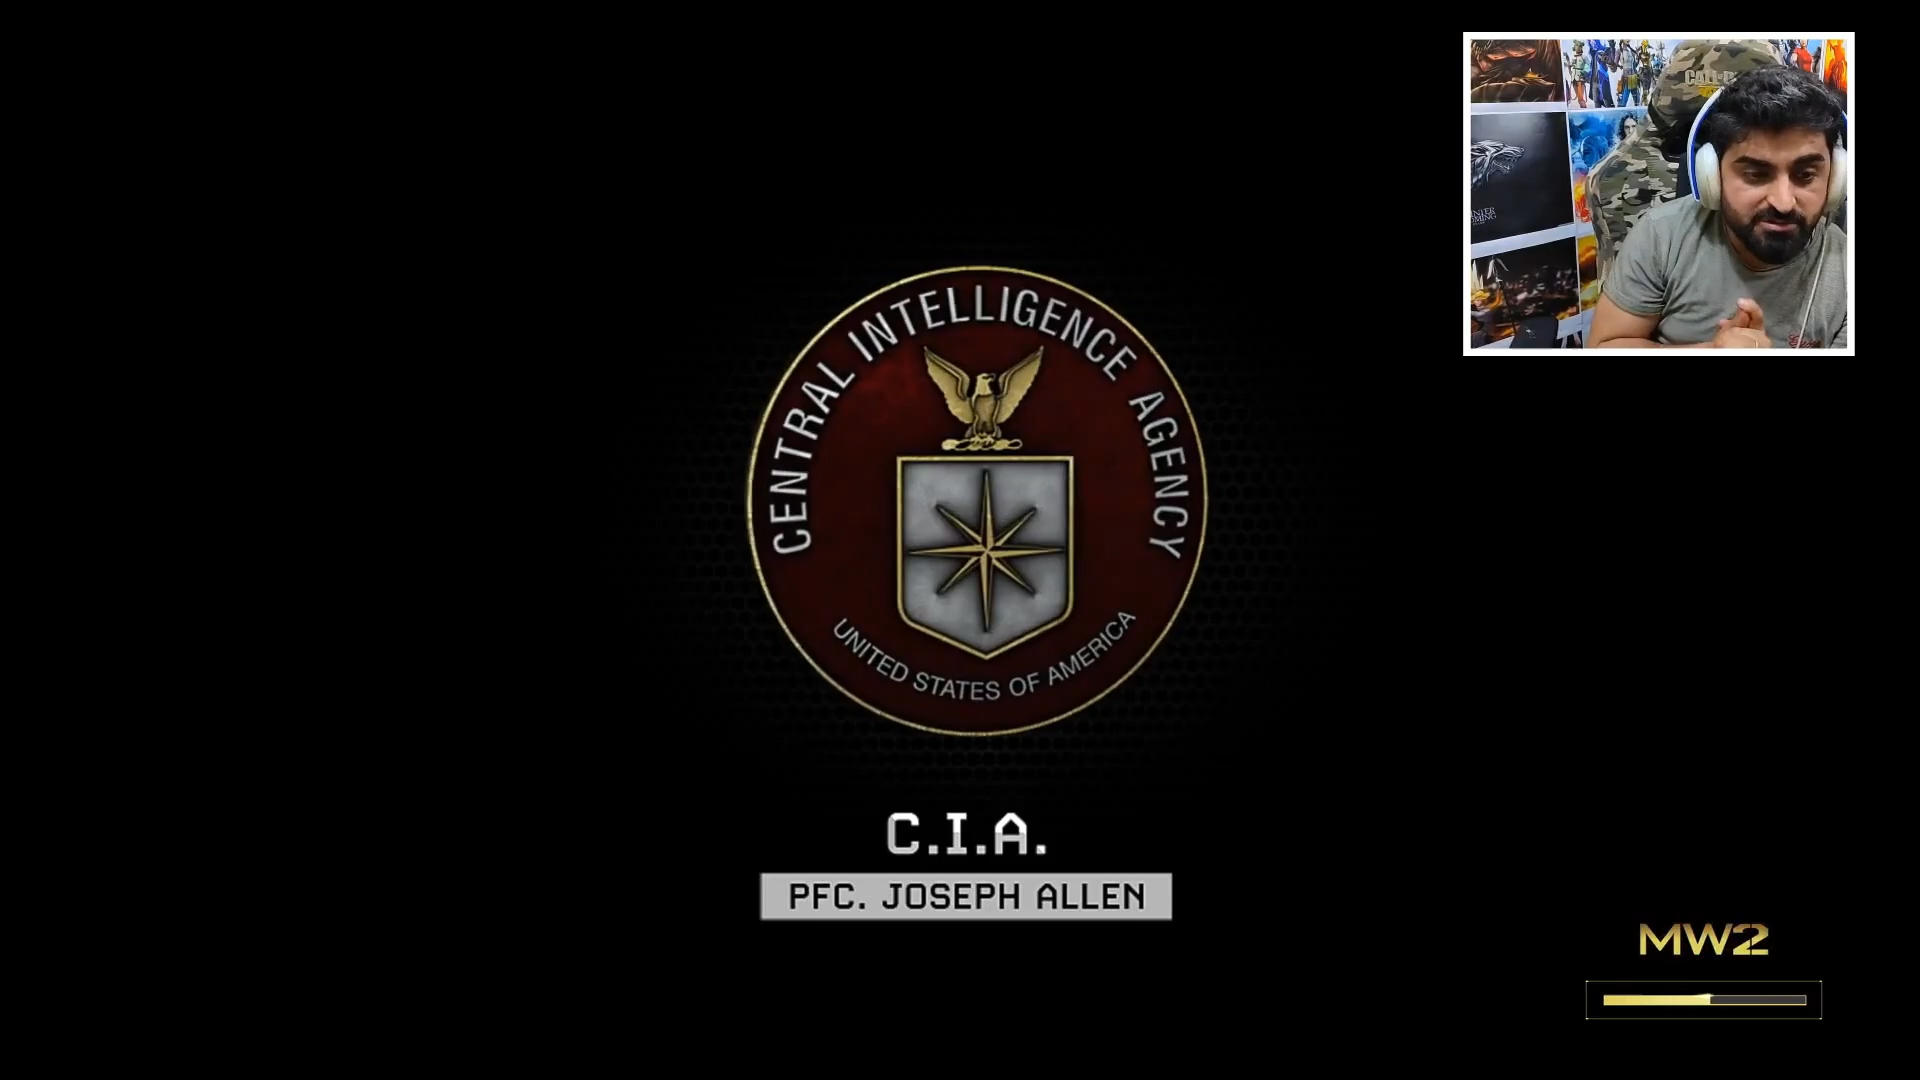 CENTRAL INTELLIGENCE AGENCY
UNITED STATES OF AMERICA
C.I.A.
PFC. JOSEPH ALLEN
MW2